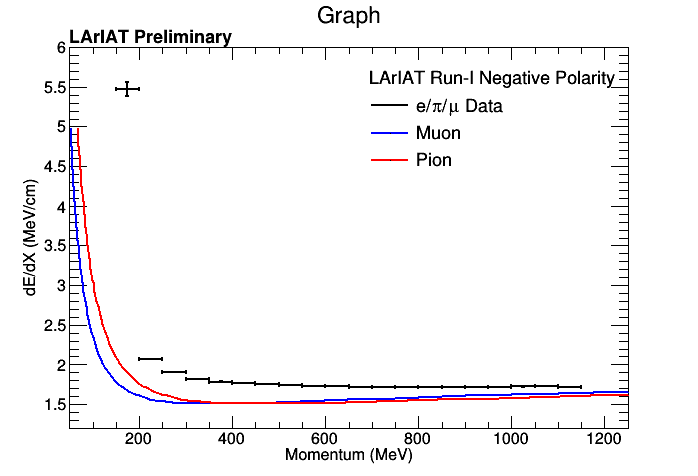 Graph
LArIAT Preliminary
6
5.5
5
4.5
4
3.5
3
2.5
2
1.5
dE/dX (MeV/cm)
LArIAT Run-I Negative Polarity
e/π/μ Data
Muon
Pion
200 400 600 800 1000 1200
Momentum (MeV)